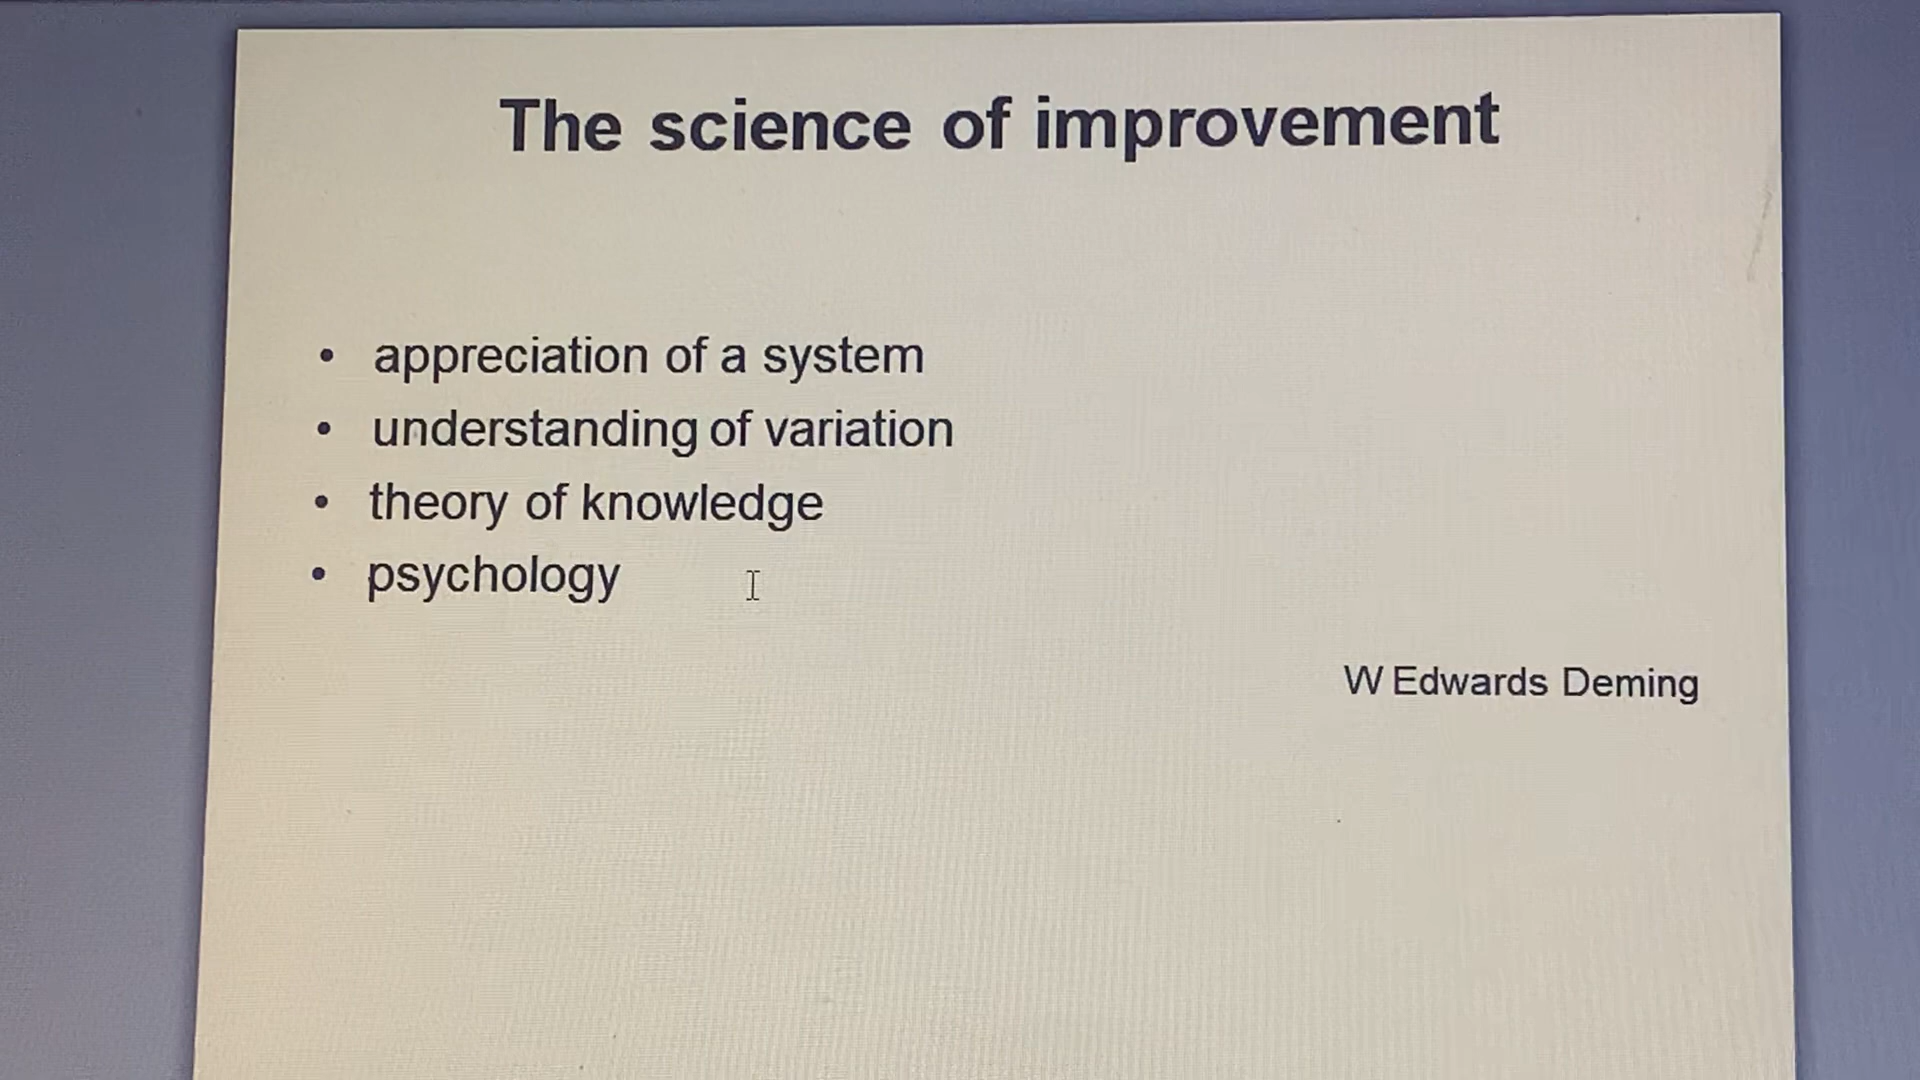 The science of improvement
• appreciation of a system
• understanding of variation
• theory of knowledge
• psychology
W Edwards Deming